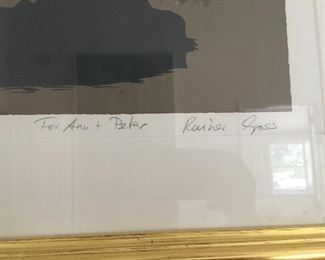 For Ann + Peter Rainer Gross